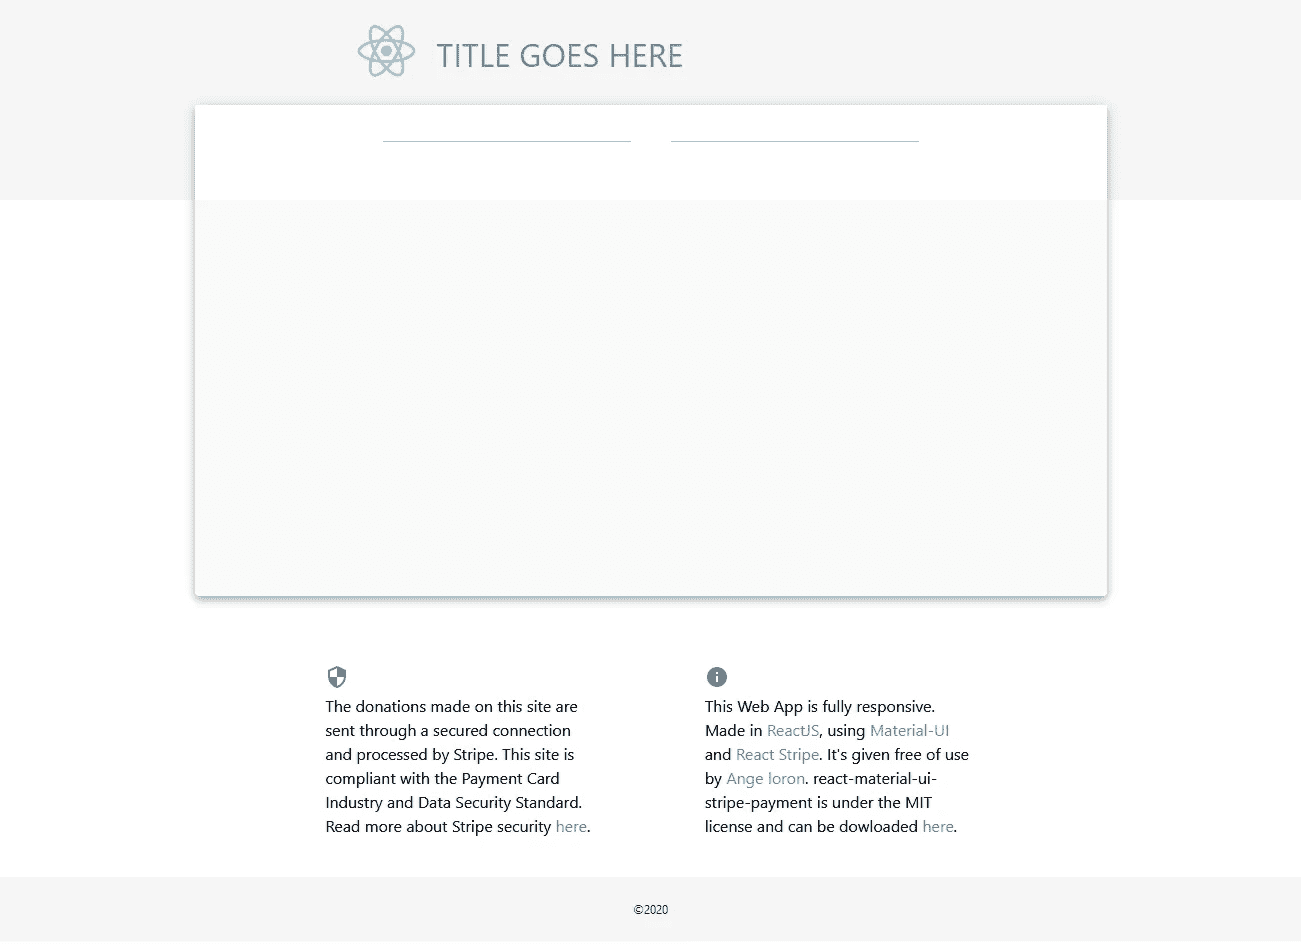 TITLE GOES HERE
The donations made on this site are
sent through a secured connection
and processed by Stripe. This site is
compliant with the Payment Card
Industry and Data Security Standard.
Read more about Stripe security here.
This Web App is fully responsive.
Made in ReactJS, using Material-UI
and React Stripe. It's given free of use
by Ange loron. react-material-ui-
stripe-payment is under the MIT
license and can be dowloaded here.
©2020